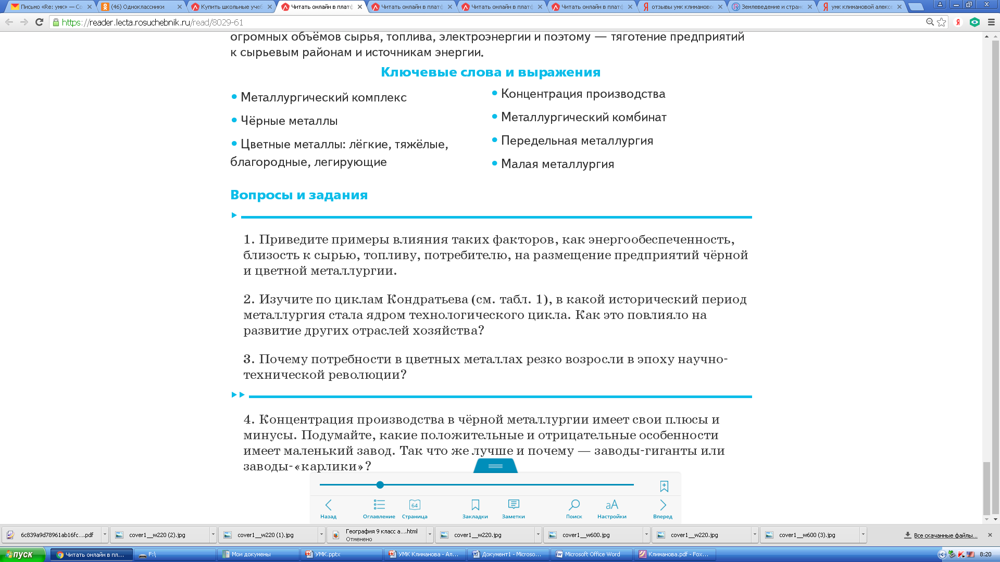 Письмо «Re: умк» — Со
(46) Одноклассники
Купить школьные учеб
Читать онлайн в платф
Читать онлайн в платф
Читать онлайн в платф
Читать онлайн в платф
отзывы умк климаново
Землеведение и стран
умк климановой алексе
https://reader.lecta.rosuchebnik.ru/read/8029-61
огромных объёмов сырья, топлива, электроэнергии и поэтому — тяготение предприятий
к сырьевым районам и источникам энергии.
Ключевые слова и выражения
• Металлургический комплекс
• Чёрные металлы
• Цветные металлы: лёгкие, тяжёлые,
благородные, легирующие
• Концентрация производства
• Металлургический комбинат
• Передельная металлургия
• Малая металлургия
Вопросы и задания
1. Приведите примеры влияния таких факторов, как энергообеспеченность,
близость к сырью, топливу, потребителю, на размещение предприятий чёрной
и цветной металлургии.
2. Изучите по циклам Кондратьева (см. табл. 1), в какой исторический период
металлургия стала ядром технологического цикла. Как это повлияло на
развитие других отраслей хозяйства?
3. Почему потребности в цветных металлах резко возросли в эпоху научно-
технической революции?
4. Концентрация производства в чёрной металлургии имеет свои плюсы и
минусы. Подумайте, какие положительные и отрицательные особенности
имеет маленький завод. Так что же лучше и почему — заводы-гиганты или
заводы-«карлики»?
64
aA
Назад
Оглавление
Страница
Закладки
Заметки
Поиск
Настройки
Вперед
6c839a9d78961ab16fc....pdf
cover1__w220 (2).jpg
cover1__w220 (1).jpg
География 9 класс а....html
Отменено
cover1__w220.jpg
cover1__w600.jpg
cover1__w220.jpg
cover1__w600 (3).jpg
Все скачанные файлы...
пуск
Читать онлайн в пл...
F:\
Мои докумены
УМК.pptx
УМК Климанова - Ал...
Документ1 - Microso...
Microsoft Office Word
Климанова.pdf - Fox...
8:20